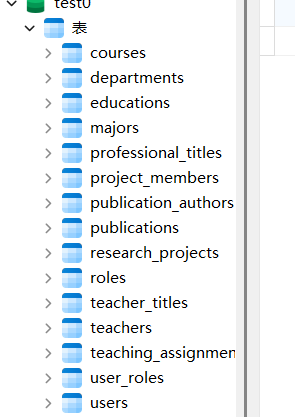 test0
表
courses
departments
educations
majors
professional_titles
project_members
publication_authors
publications
research_projects
roles
teacher_titles
teachers
teaching_assignmen
user_roles
users